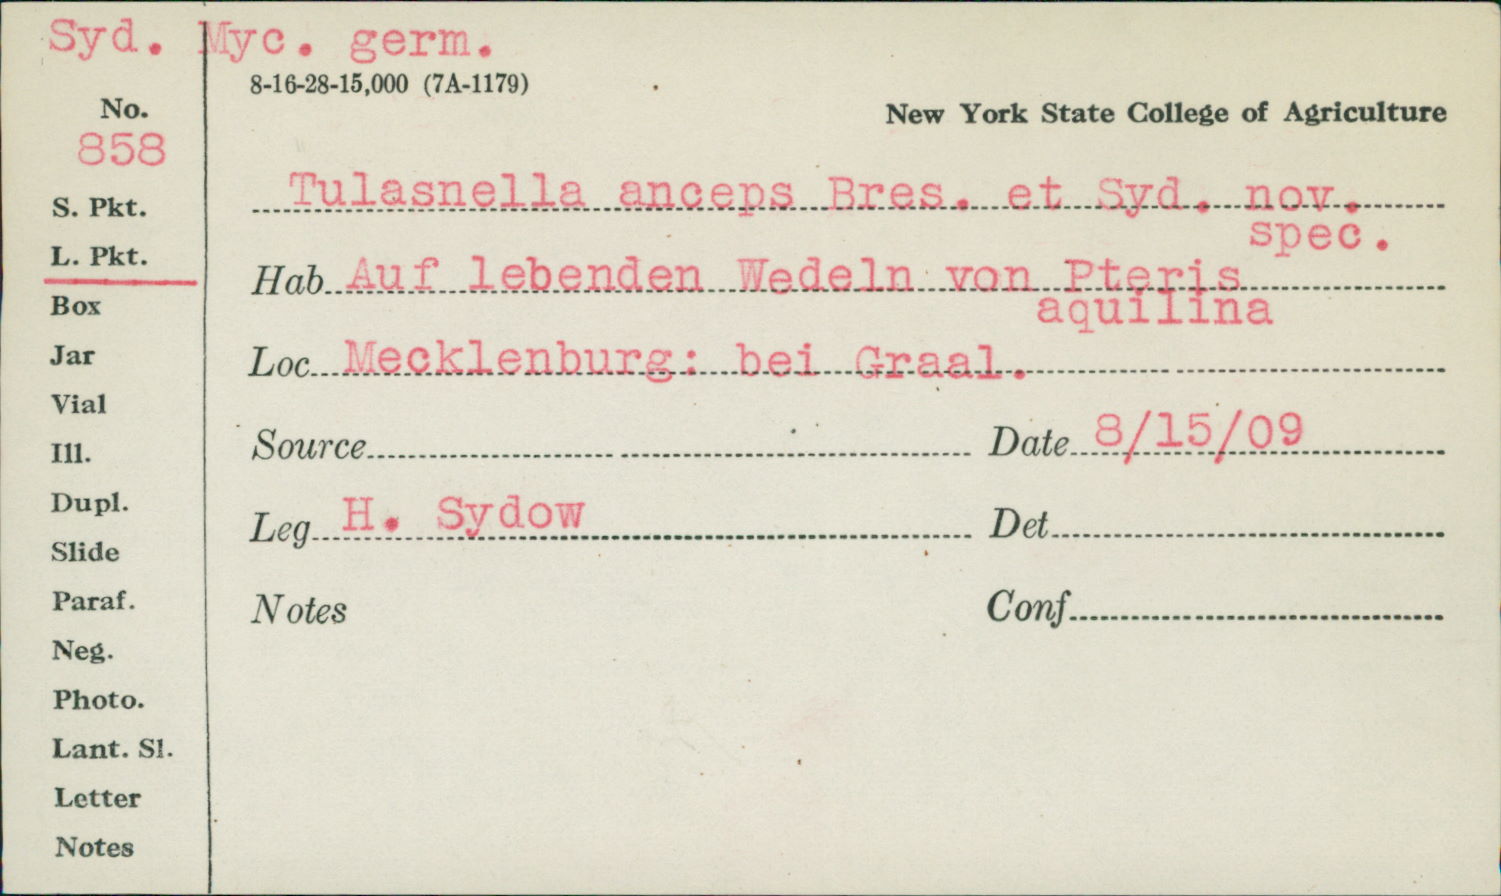 Syd. Myc. germ.
8-16-28-15,000 (7A-1179)
New York State College of Agriculture
No.
858
S. Pkt.
L. Pkt.
Box
Jar
Vial
Ill.
Dupl.
Slide
Paraf.
Neg.
Photo.
Lant. Sl.
Letter
Notes
Tulasnella anceps Bres. et Syd. nov.
spec.
Hab Auf lebenden Wedeln von Pteris
aquilina
Loc Mecklenburg: bei Graal.
Source Date 8/15/09
Leg H. Sydow Det
Notes Conf